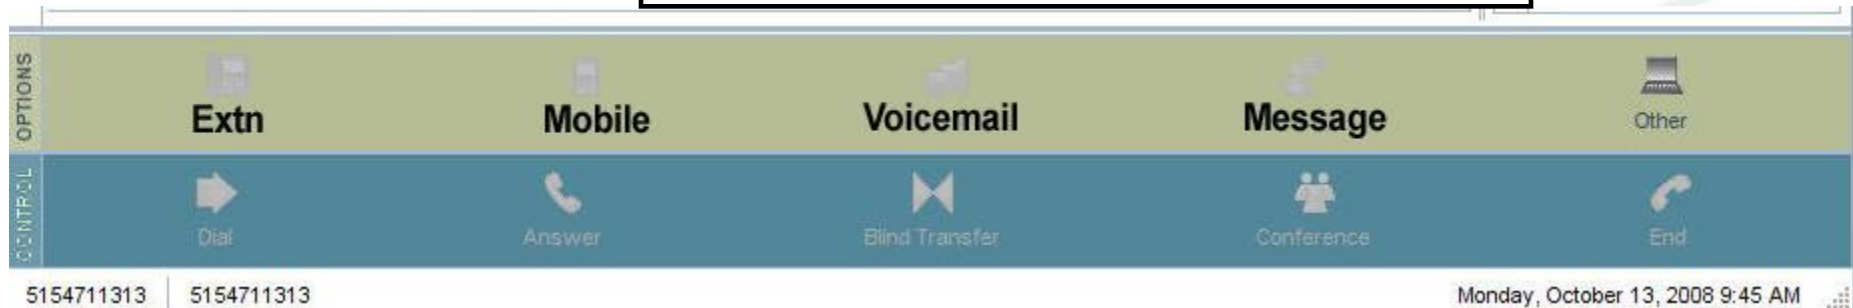 OPTIONS
Extn Mobile Voicemail Message Other
CONTROL
Dial Answer Blind Transfer Conference End
5154711313 5154711313 Monday, October 13, 2008 9:45 AM